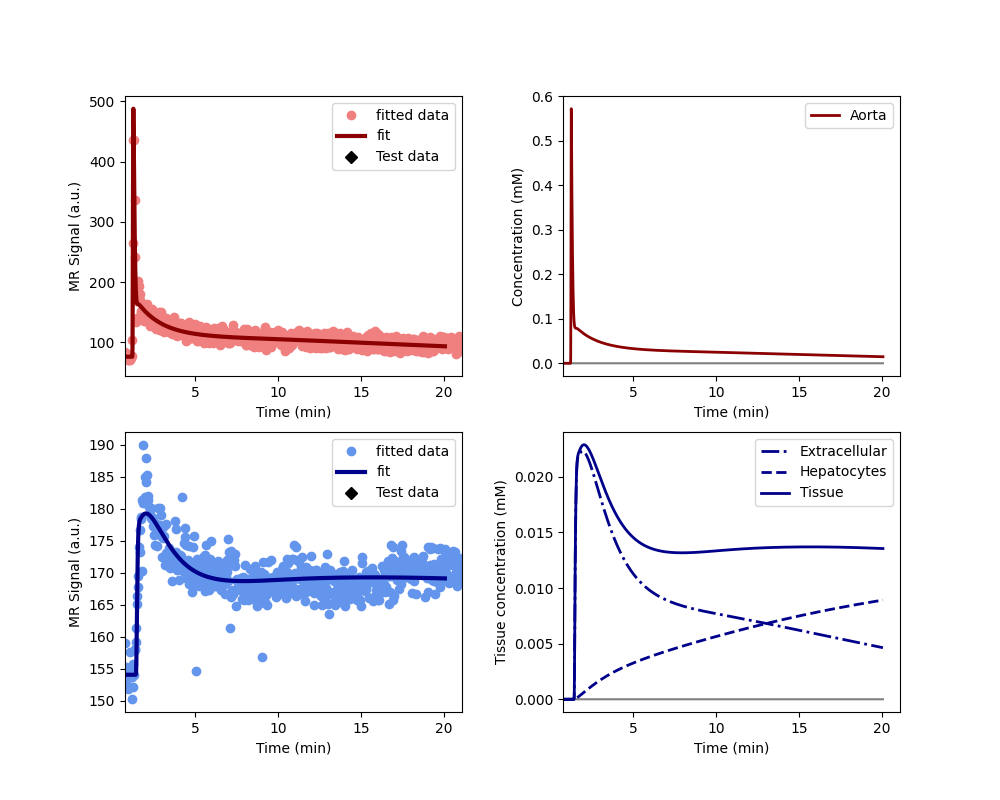 500
400
300
200
100
MR Signal (a.u.)
5
10
15
20
Time (min)
fitted data
fit
Test data
0.6
0.5
0.4
0.3
0.2
0.1
0.0
Concentration (mM)
5
10
15
20
Time (min)
Aorta
190
185
180
175
170
165
160
155
150
MR Signal (a.u.)
5
10
15
20
Time (min)
fitted data
fit
Test data
0.020
0.015
0.010
0.005
0.000
Tissue concentration (mM)
5
10
15
20
Time (min)
Extracellular
Hepatocytes
Tissue